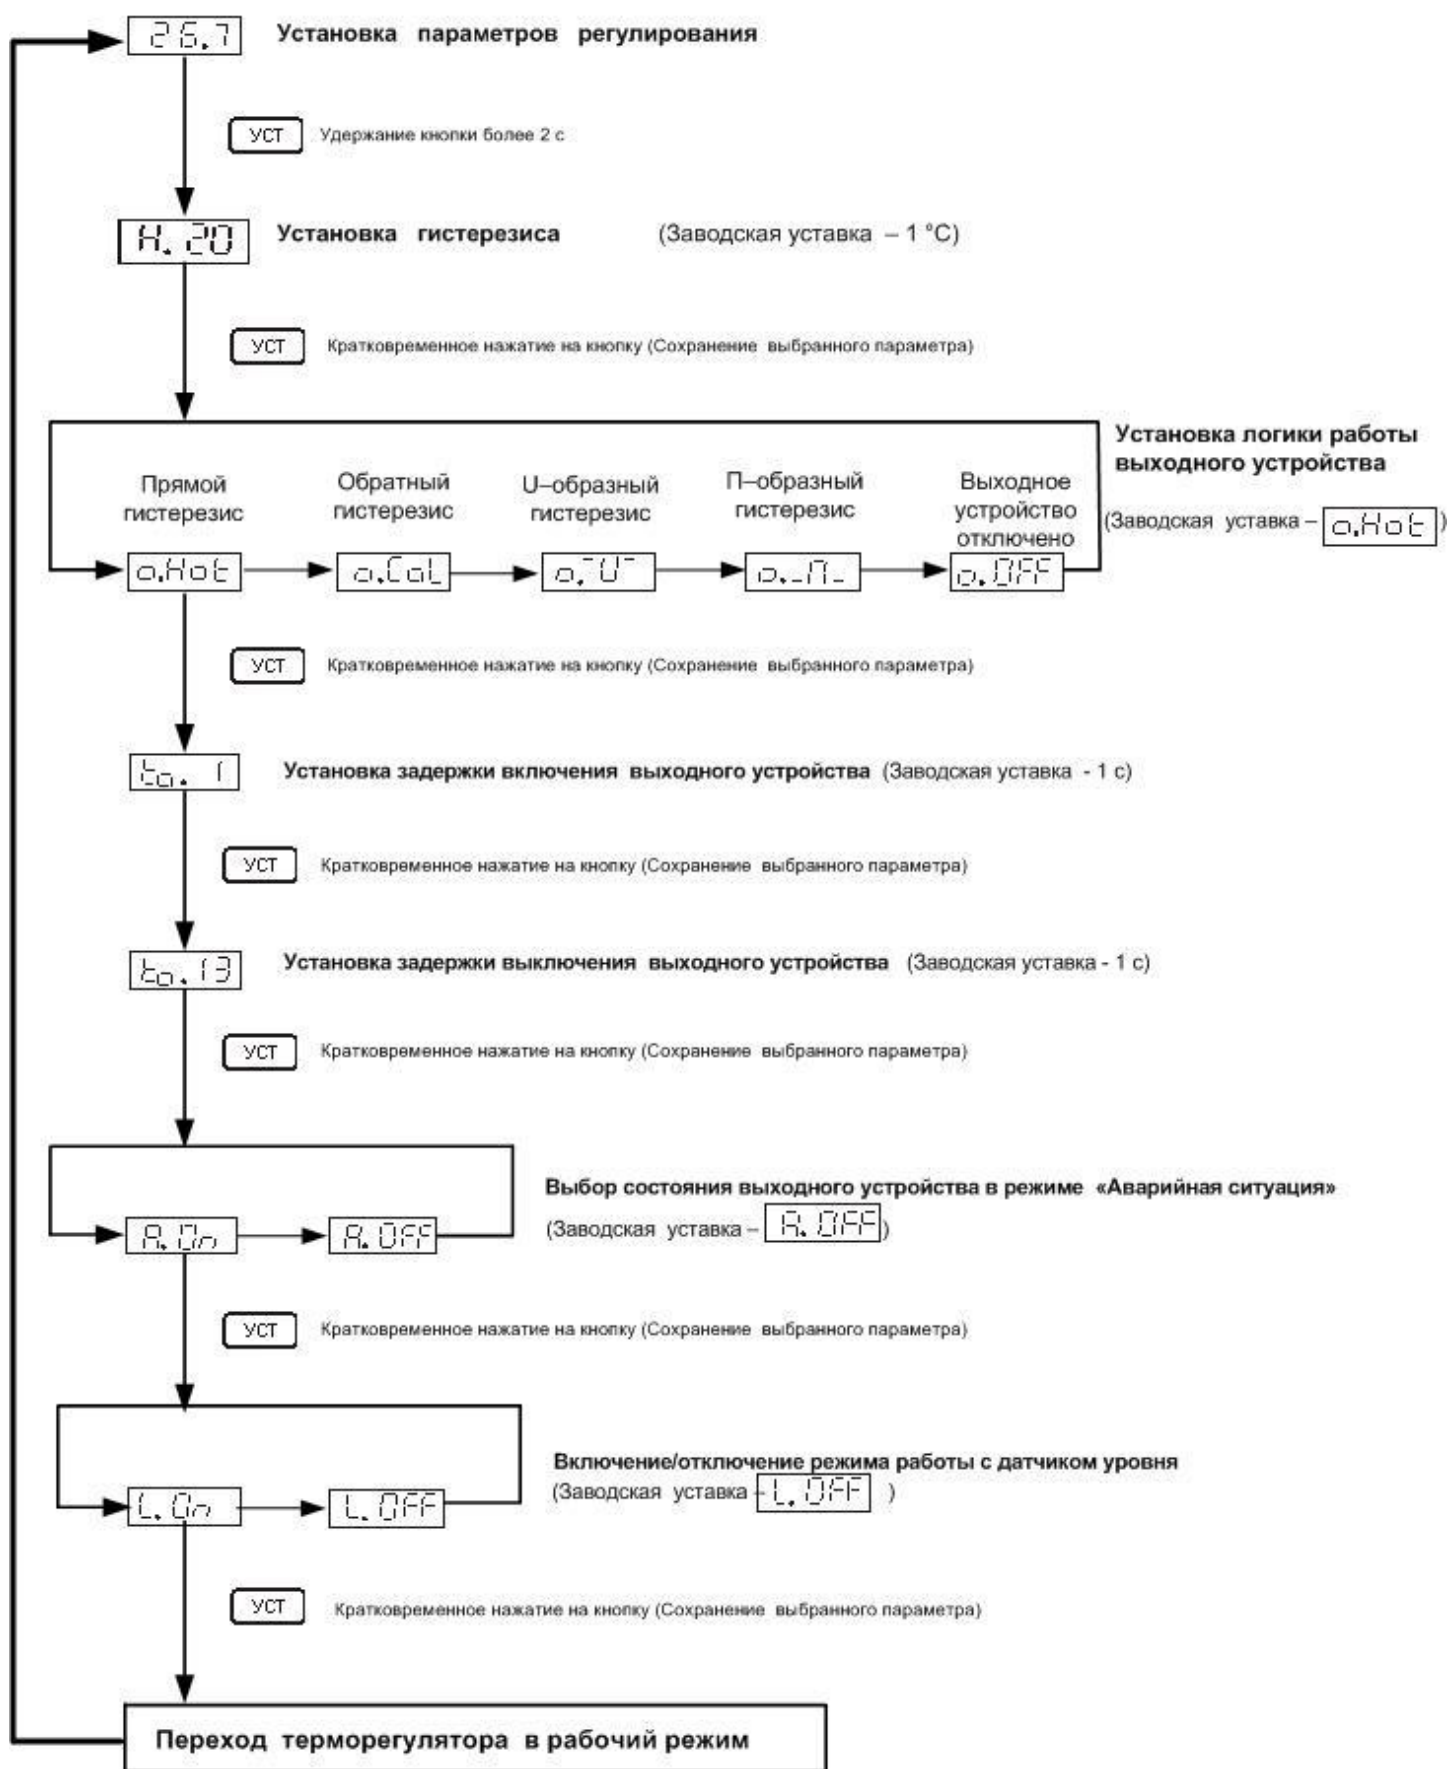 26.7 Установка параметров регулирования
УСТ Удержание кнопки более 2 с
H. 20 Установка гистерезиса (Заводская уставка – 1 °С)
УСТ Кратковременное нажатие на кнопку (Сохранение выбранного параметра)
Установка логики работы
выходного устройства
(Заводская уставка – o.Hot)
Прямой
гистерезис
Обратный
гистерезис
U–образный
гистерезис
П–образный
гистерезис
Выходное
устройство
отключено
o.Hot o.CoL o.¯U¯ o._П_ o.OFF
УСТ Кратковременное нажатие на кнопку (Сохранение выбранного параметра)
to. 1 Установка задержки включения выходного устройства (Заводская уставка - 1 с)
УСТ Кратковременное нажатие на кнопку (Сохранение выбранного параметра)
to.13 Установка задержки выключения выходного устройства (Заводская уставка - 1 с)
УСТ Кратковременное нажатие на кнопку (Сохранение выбранного параметра)
Выбор состояния выходного устройства в режиме «Аварийная ситуация»
(Заводская уставка – A. OFF)
A. On A. OFF
УСТ Кратковременное нажатие на кнопку (Сохранение выбранного параметра)
Включение/отключение режима работы с датчиком уровня
(Заводская уставка - L. OFF )
L. On L. OFF
УСТ Кратковременное нажатие на кнопку (Сохранение выбранного параметра)
Переход терморегулятора в рабочий режим